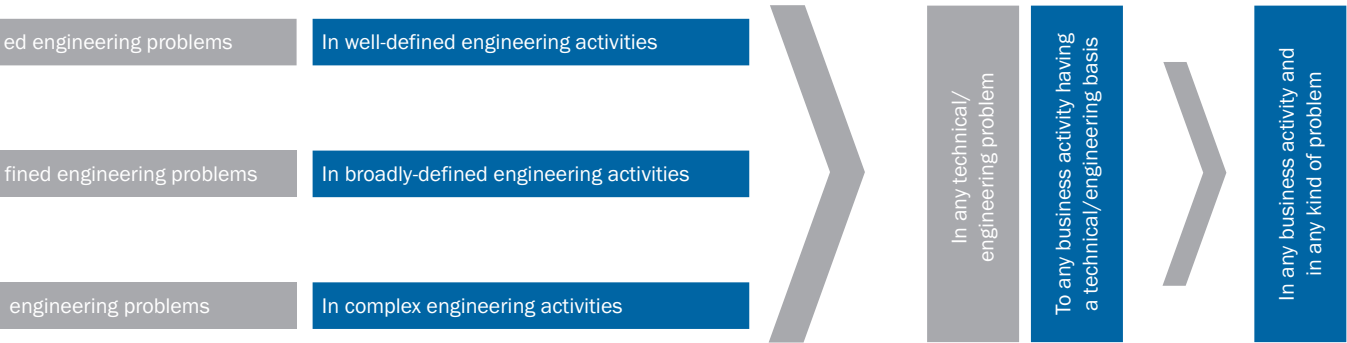 ed engineering problems
In well-defined engineering activities
fined engineering problems
In broadly-defined engineering activities
engineering problems
In complex engineering activities
In any technical/
engineering problem
To any business activity having
a technical/engineering basis
In any business activity and
in any kind of problem